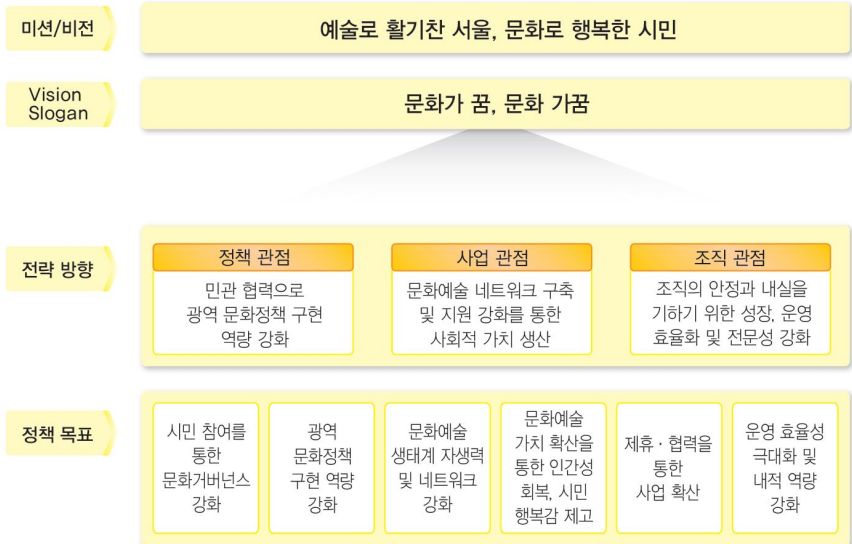 미션/비전
예술로 활기찬 서울, 문화로 행복한 시민
Vision
Slogan
문화가 꿈, 문화 가꿈
전략 방향
정책 관점
민관 협력으로
광역 문화정책 구현
역량 강화
사업 관점
문화예술 네트워크 구축
및 지원 강화를 통한
사회적 가치 생산
조직 관점
조직의 안정과 내실을
기하기 위한 성장, 운영
효율화 및 전문성 강화
정책 목표
시민 참여를
통한
문화거버넌스
강화
광역
문화정책
구현 역량
강화
문화예술
생태계 자생력
및 네트워크
강화
문화예술
가치 확산을
통한 인간성
회복, 시민
행복감 제고
제휴 · 협력을
통한
사업 확산
운영 효율성
극대화 및
내적 역량
강화